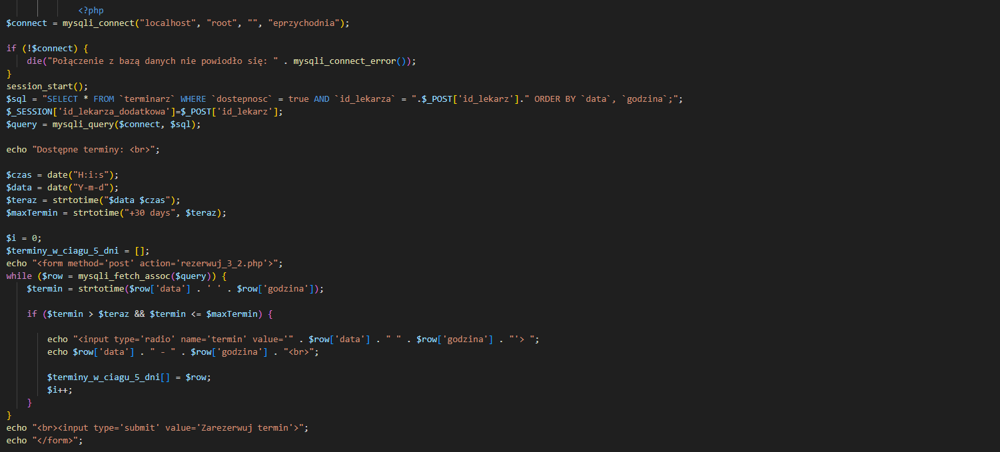 <?php
$connect = mysqli_connect("localhost", "root", "", "eprzychodnia");
if (!$connect) {
die("Połączenie z bazą danych nie powiodło się: " . mysqli_connect_error());
}
session_start();
$sql = "SELECT * FROM `terminarz` WHERE `dostepnosc` = true AND `id_lekarza` = ".$_POST['id_lekarz']." ORDER BY `data`, `godzina`;";
$_SESSION['id_lekarza_dodatkowa']=$_POST['id_lekarz'];
$query = mysqli_query($connect, $sql);
echo "Dostępne terminy: <br>";
$czas = date("H:i:s");
$data = date("Y-m-d");
$teraz = strtotime("$data $czas");
$maxTermin = strtotime("+30 days", $teraz);
$i = 0;
$terminy_w_ciagu_5_dni = [];
echo "<form method='post' action='rezerwuj_3_2.php'>";
while ($row = mysqli_fetch_assoc($query)) {
$termin = strtotime($row['data'] . ' ' . $row['godzina']);
if ($termin > $teraz && $termin <= $maxTermin) {
echo "<input type='radio' name='termin' value='" . $row['data'] . " " . $row['godzina'] . "'> ";
echo $row['data'] . " - " . $row['godzina'] . "<br>";
$terminy_w_ciagu_5_dni[] = $row;
$i++;
}
}
echo "<br><input type='submit' value='Zarezerwuj termin'>";
echo "</form>";